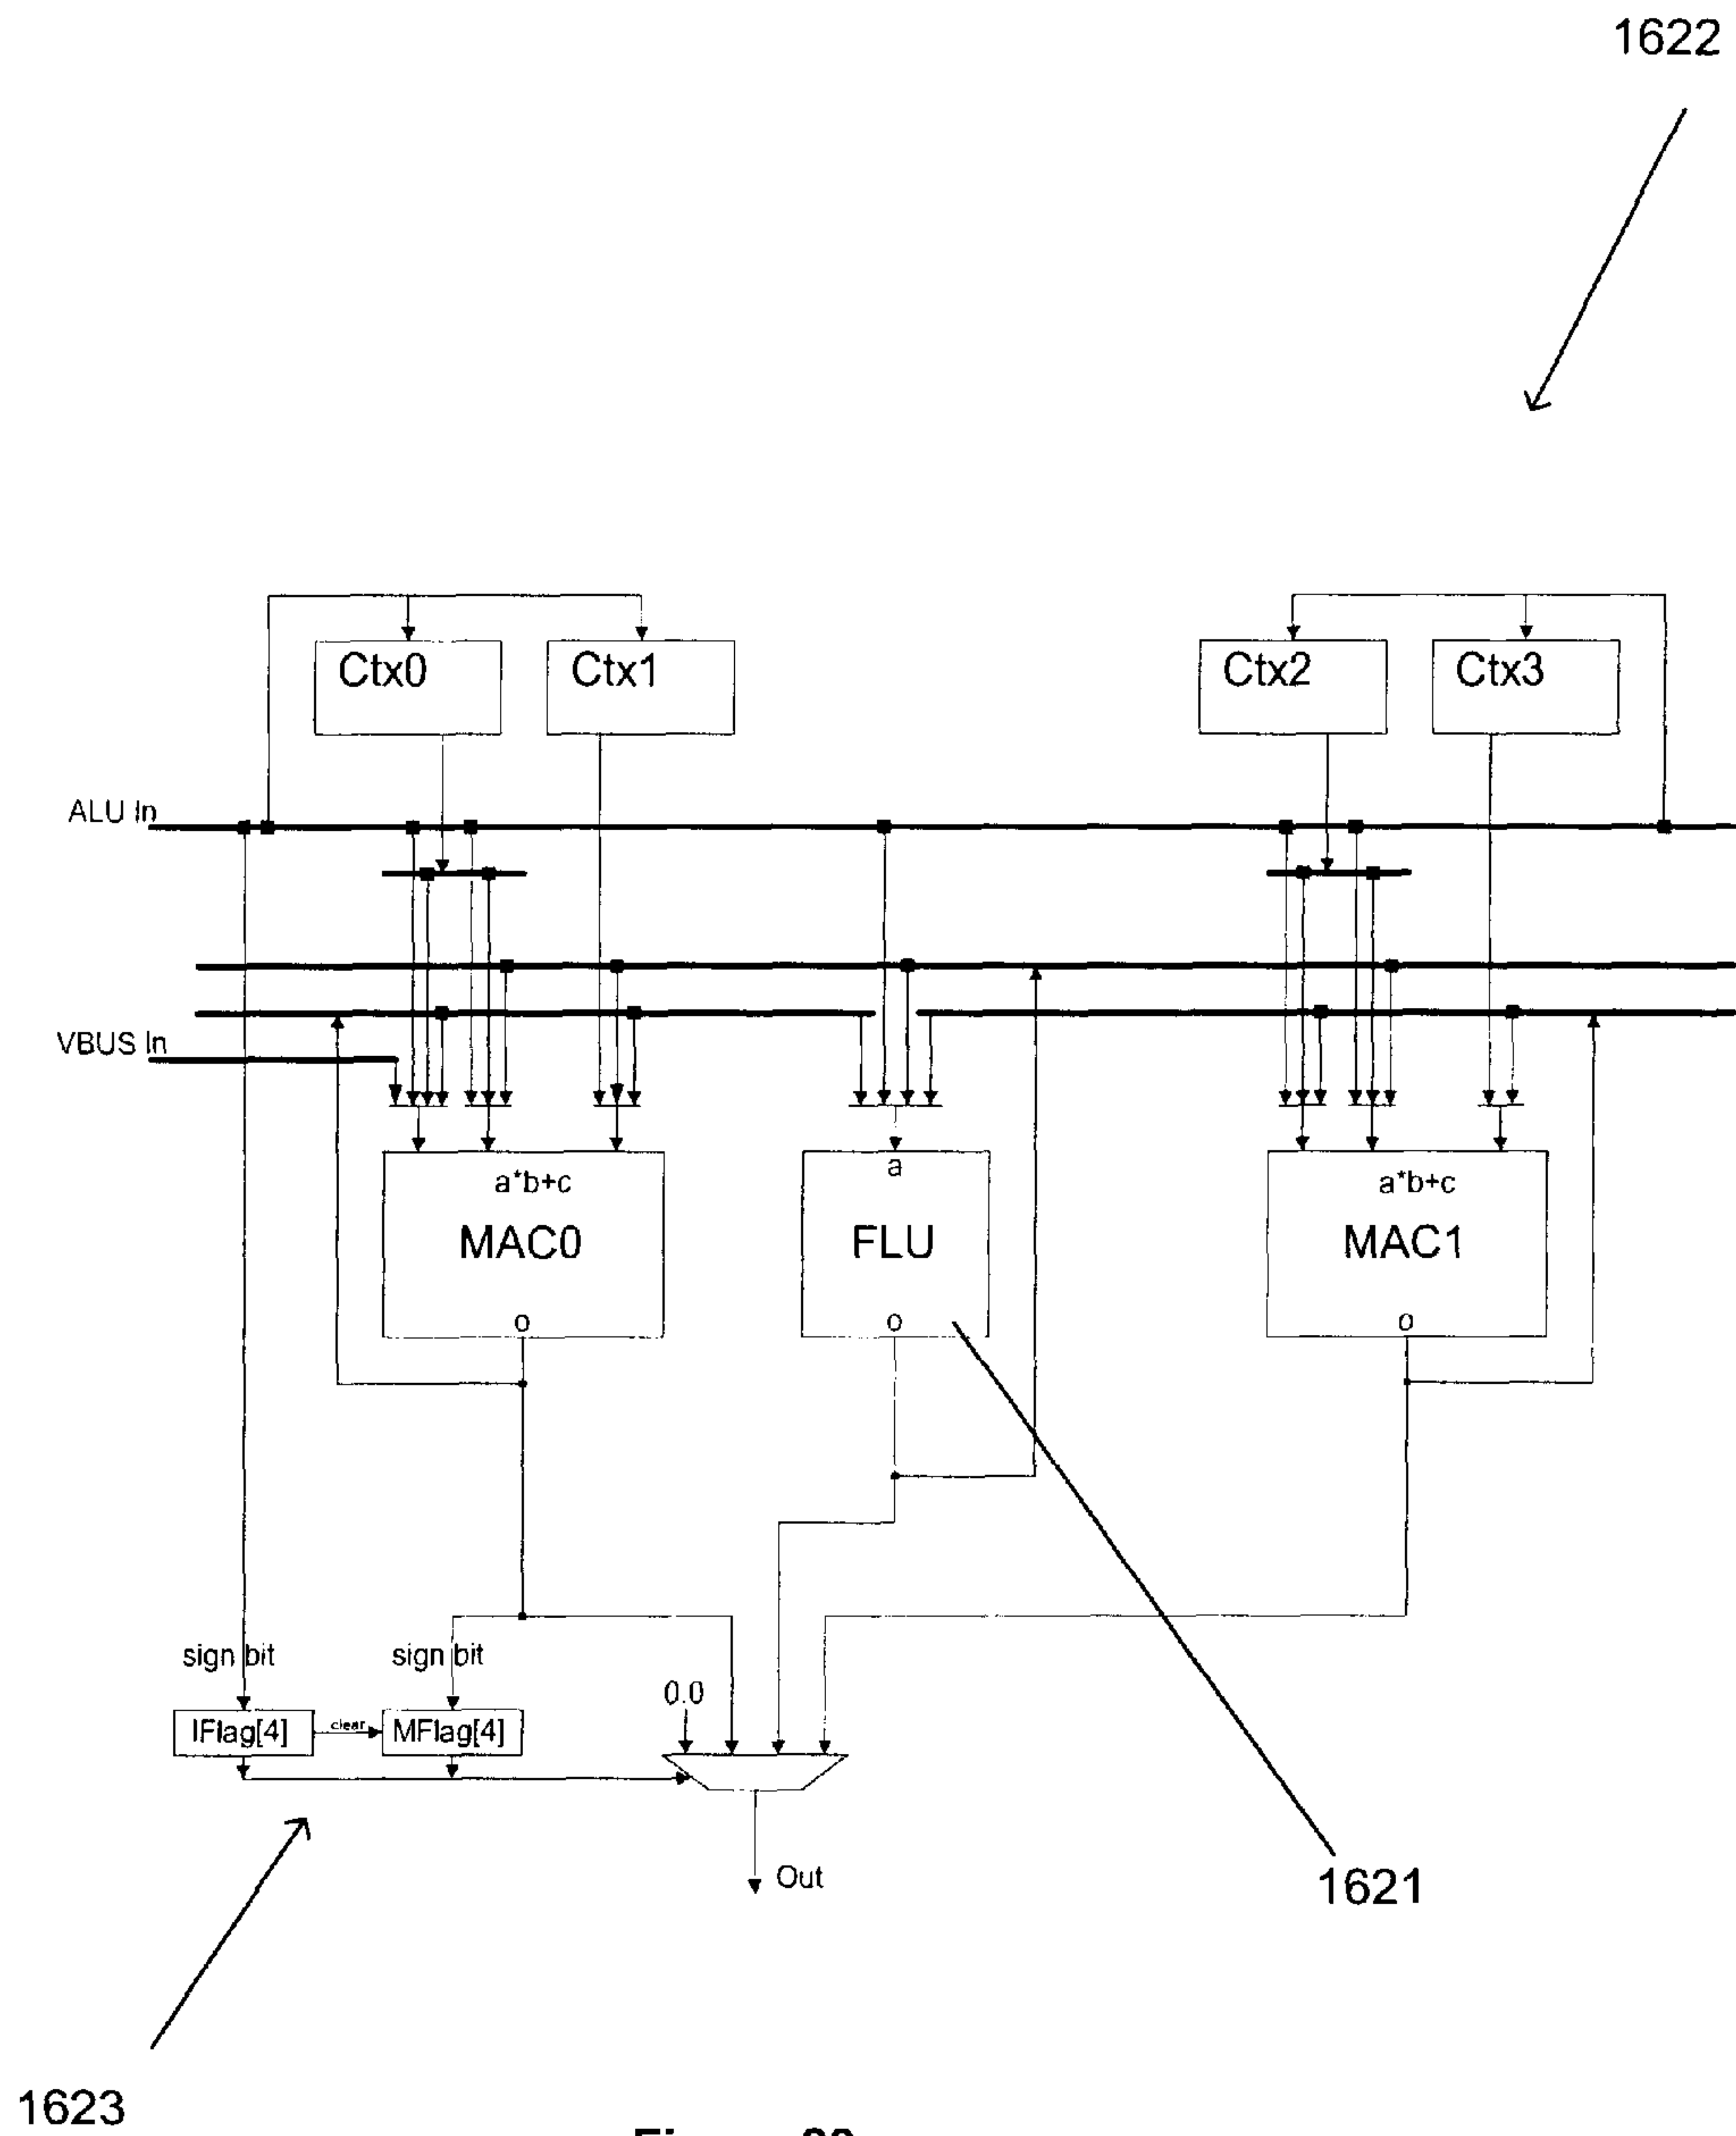 1622
Ctx0
Ctx1
Ctx2
Ctx3
ALU In
VBUS In
a*b+c
MAC0
o
a
FLU
o
a*b+c
MAC1
o
sign bit
sign bit
0.0
IFlag[4]
clear
MFlag[4]
Out
1621
1623